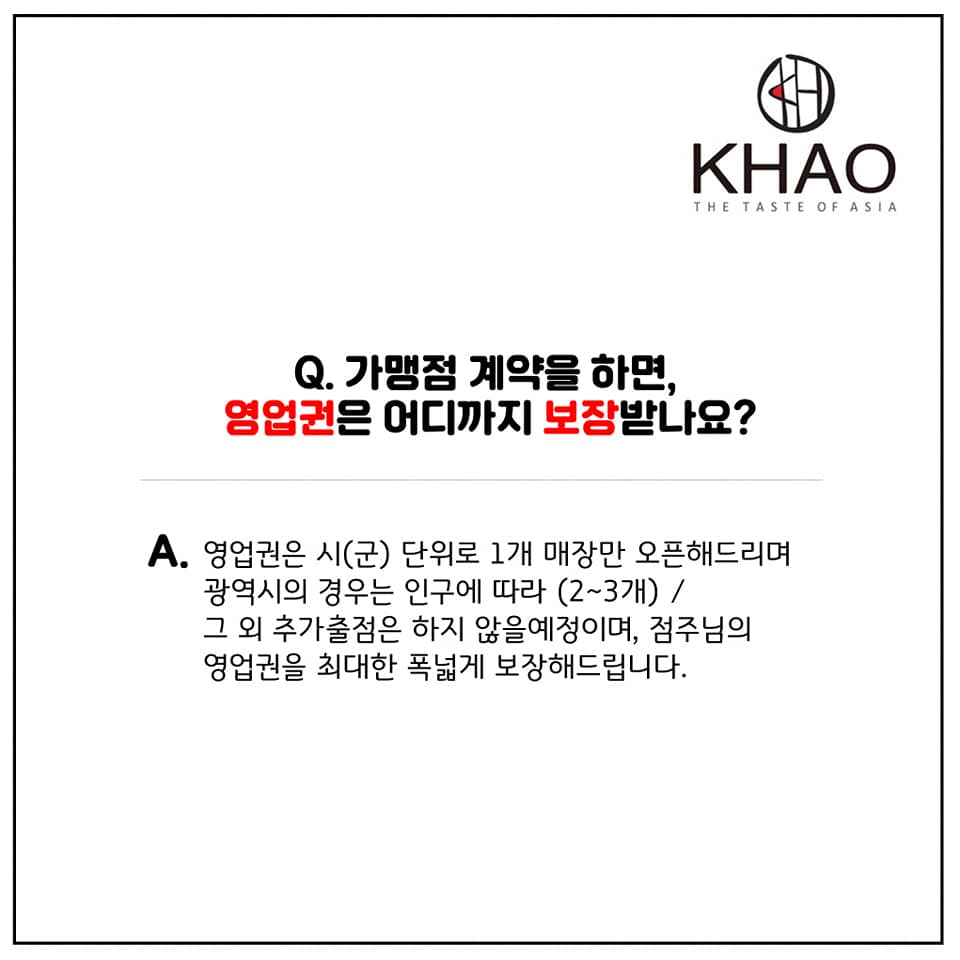 KHAO
THE TASTE OF ASIA
Q. 가맹점 계약을 하면,
영업권은 어디까지 보장받나요?
A. 영업권은 시(군) 단위로 1개 매장만 오픈해드리며
광역시의 경우는 인구에 따라 (2~3개) /
그 외 추가출점은 하지 않을예정이며, 점주님의
영업권을 최대한 폭넓게 보장해드립니다.